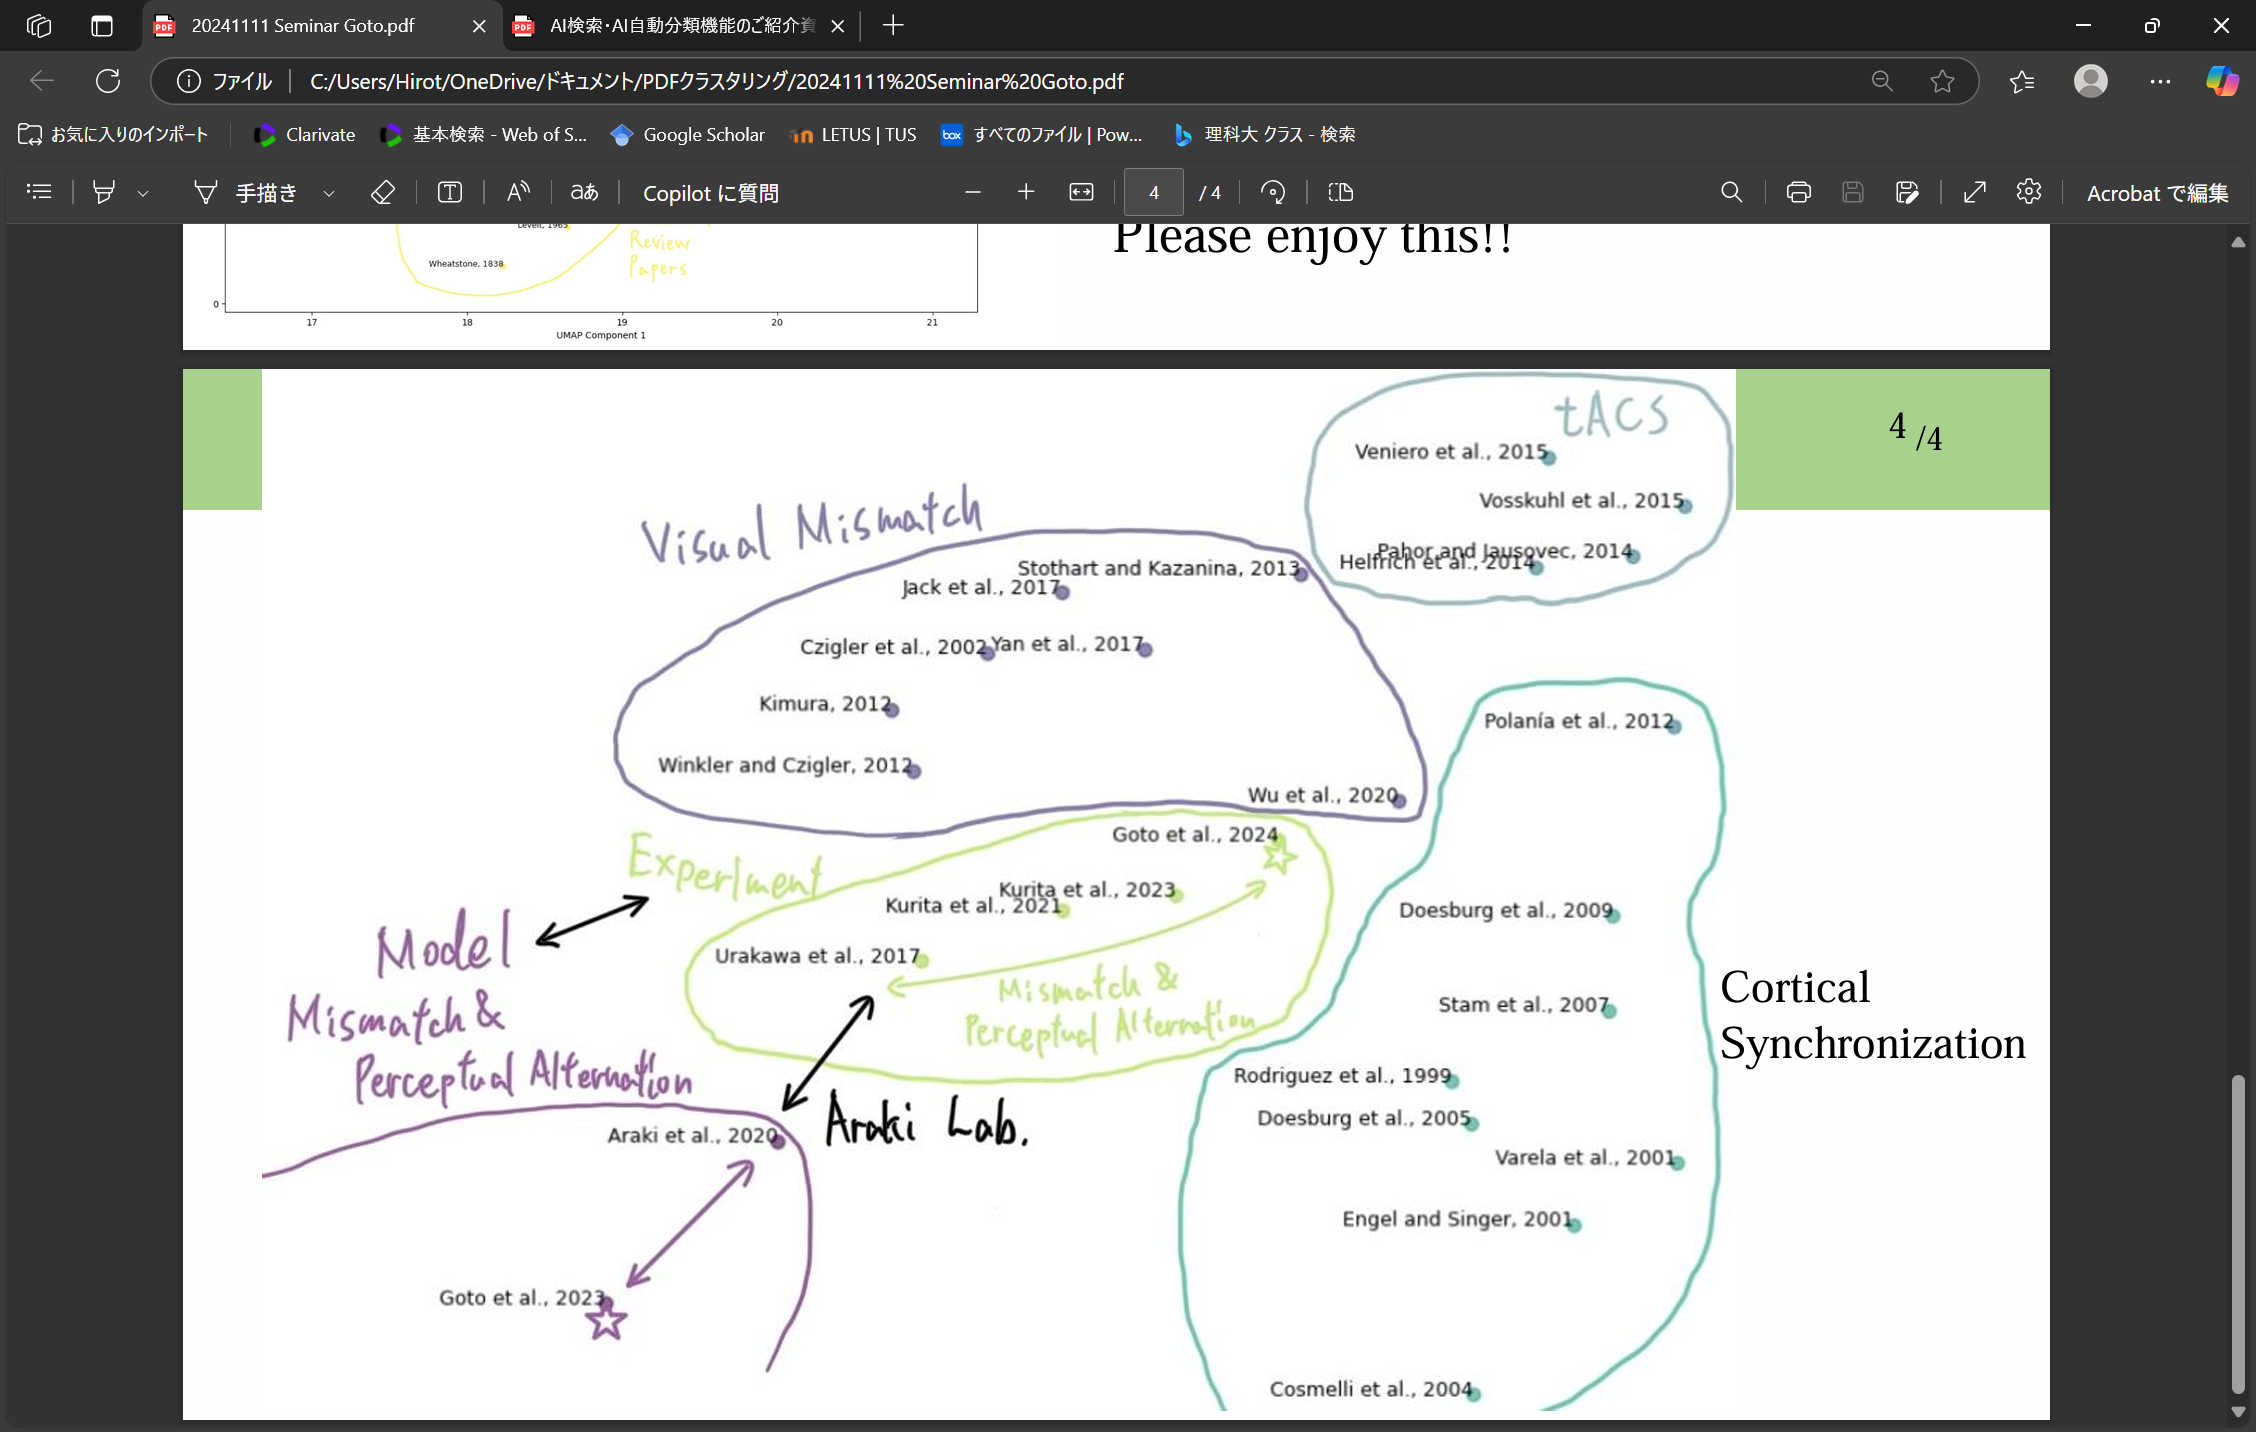 20241111 Seminar Goto.pdf
AI検索・AI自動分類機能のご紹介資
ファイル
C:/Users/Hirot/OneDrive/ドキュメント/PDFクラスタリング/20241111%20Seminar%20Goto.pdf
お気に入りのインポート
Clarivate
基本検索 - Web of S...
Google Scholar
LETUS | TUS
box
すべてのファイル | Pow...
理科大 クラス - 検索
手描き
aあ
Copilot に質問
4
/ 4
Acrobat で編集
Levelt, 1965
Review
Papers
Wheatstone, 1838
0
17
18
19
20
21
UMAP Component 1
Please enjoy this!!
4 /4
tACS
Veniero et al., 2015
Vosskuhl et al., 2015
Pahor and Jausovec, 2014
Helfrich et al., 2014
Visual Mismatch
Stothart and Kazanina, 2013
Jack et al., 2017
Czigler et al., 2002
Yan et al., 2017
Kimura, 2012
Winkler and Czigler, 2012
Wu et al., 2020
Polanía et al., 2012
Experiment
Goto et al., 2024
Kurita et al., 2023
Kurita et al., 2021
Urakawa et al., 2017
Mismatch &
Perceptual Alternation
Model
Mismatch &
Perceptual Alternation
Doesburg et al., 2009
Stam et al., 2007
Cortical
Synchronization
Rodriguez et al., 1999
Doesburg et al., 2005
Varela et al., 2001
Engel and Singer, 2001
Cosmelli et al., 2004
Araki Lab.
Araki et al., 2020
Goto et al., 2023